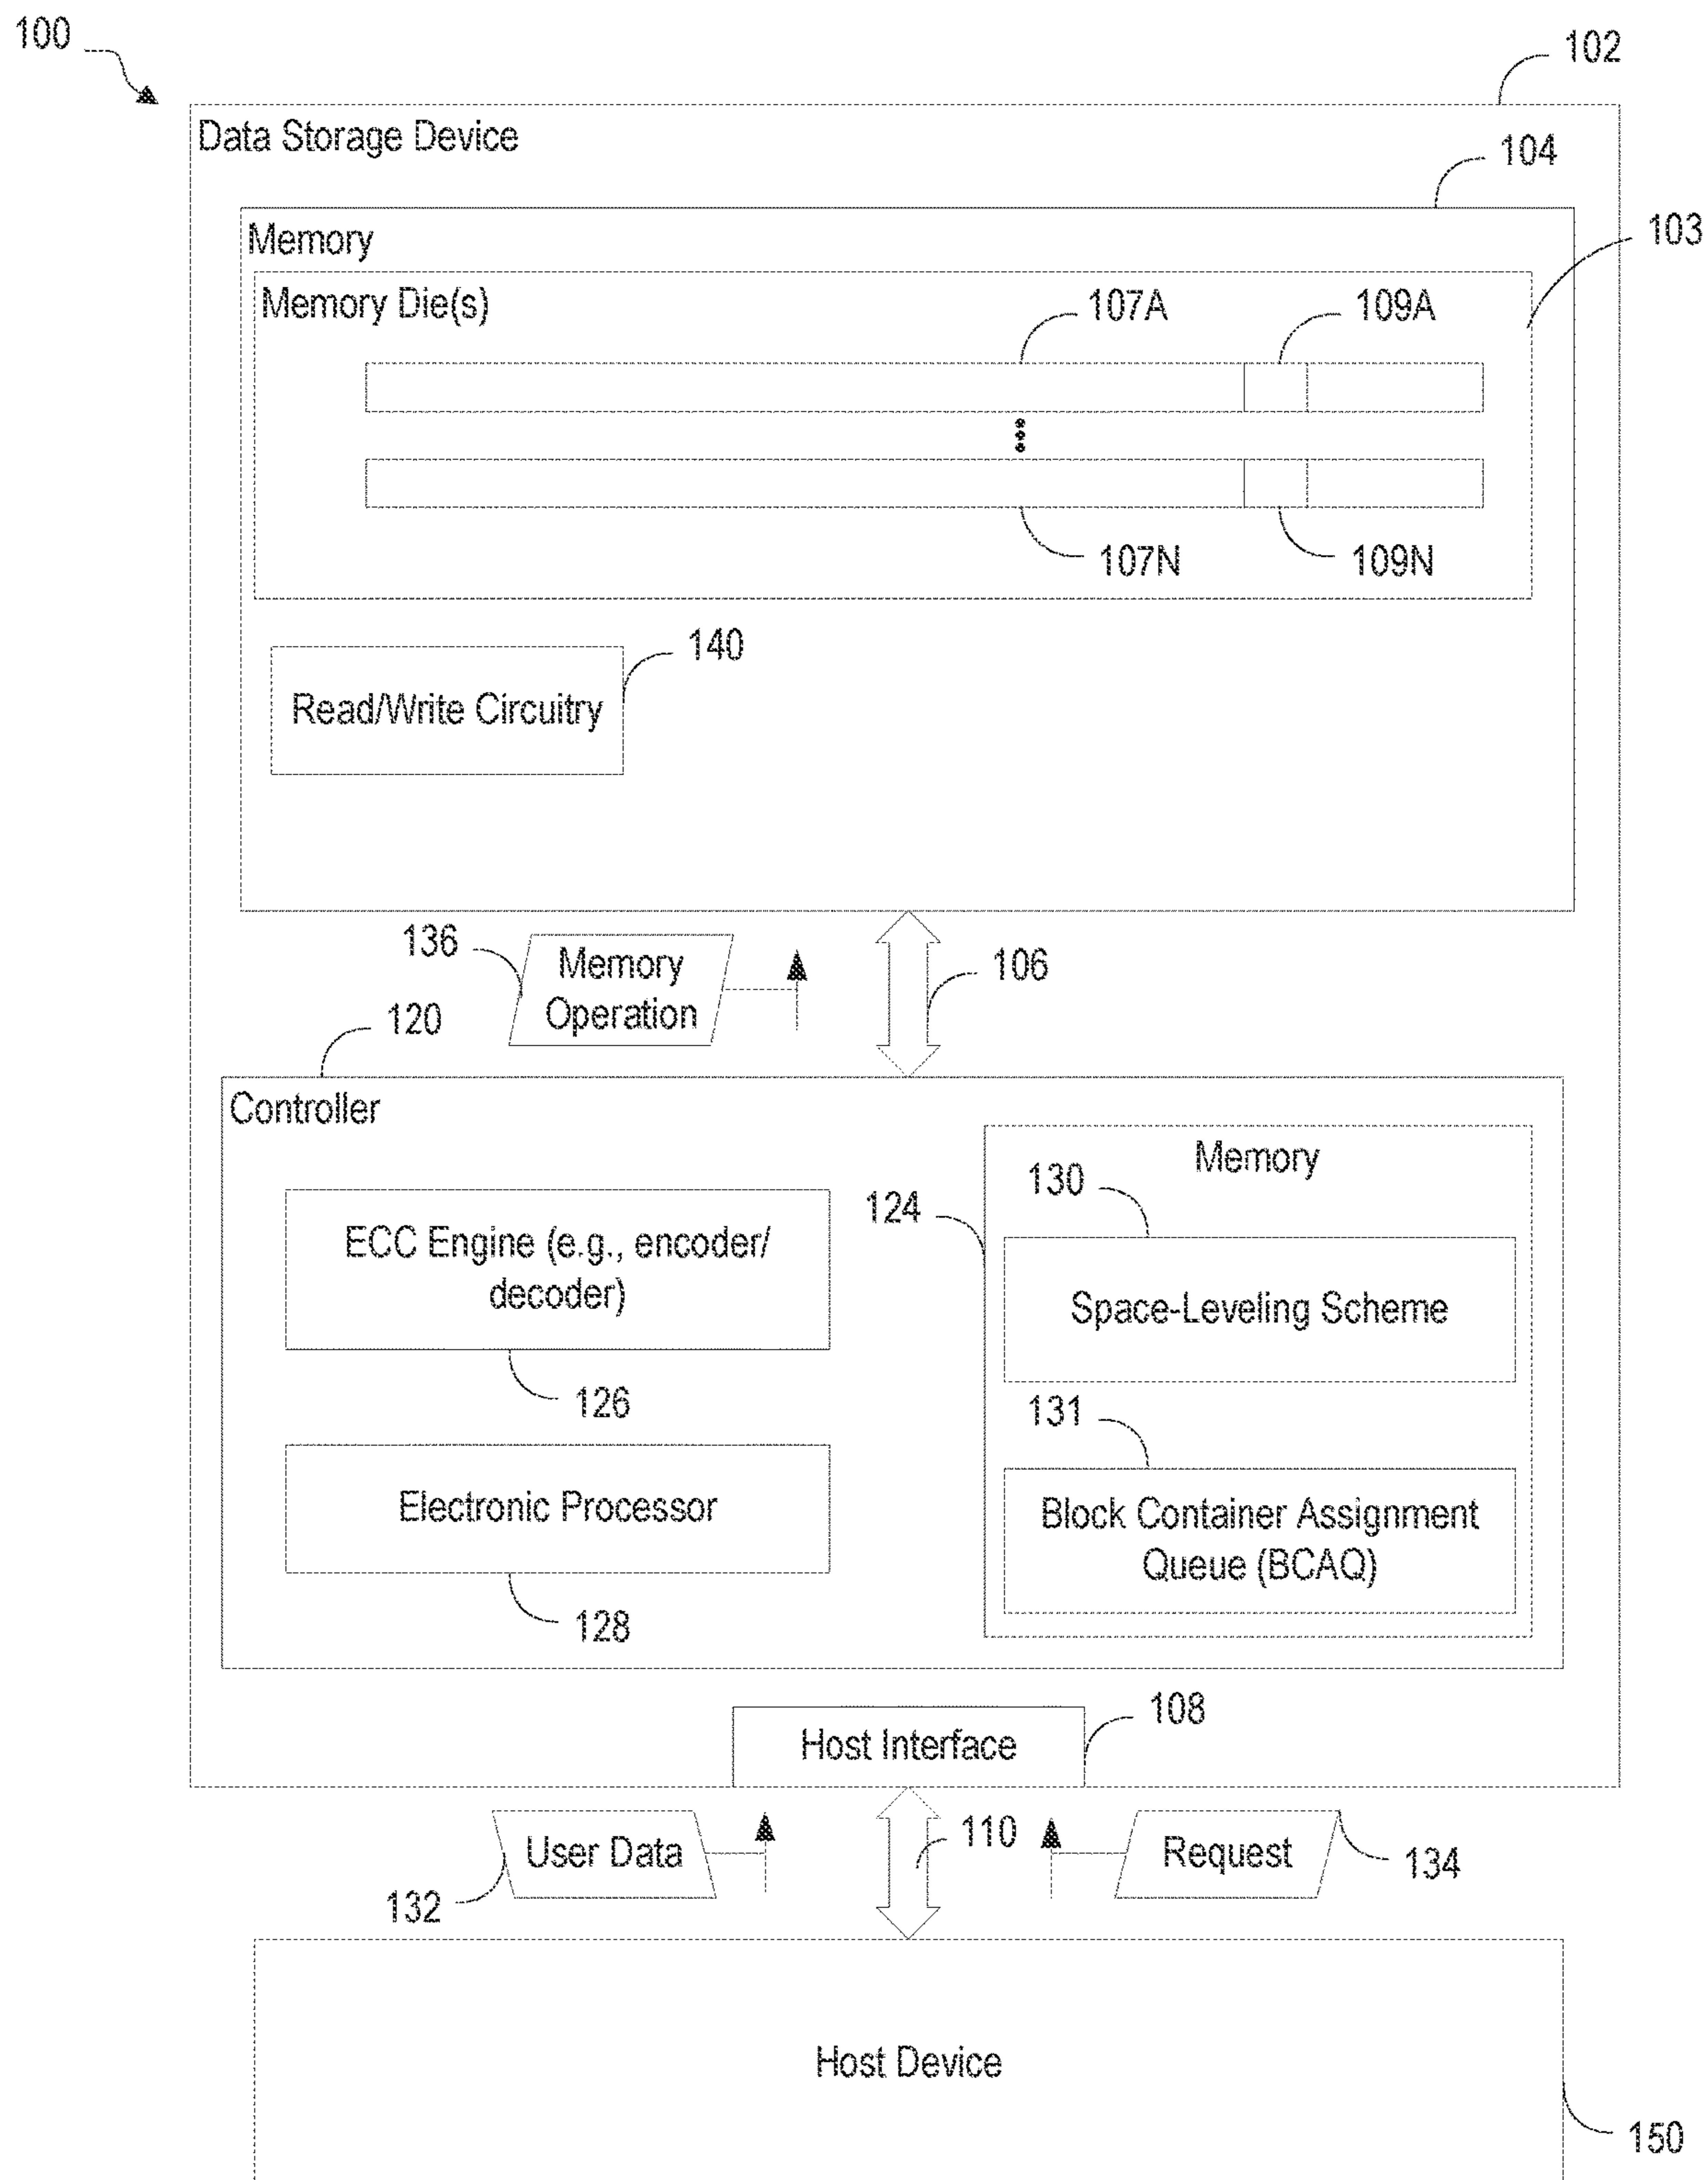 100
102
Data Storage Device
104
Memory
103
Memory Die(s)
107A
109A
107N
109N
140
Read/Write Circuitry
136
Memory
Operation
106
120
Controller
Memory
130
124
ECC Engine (e.g., encoder/
decoder)
Space-Leveling Scheme
126
131
Electronic Processor
Block Container Assignment
Queue (BCAQ)
128
108
Host Interface
110
User Data
Request
132
134
Host Device
150